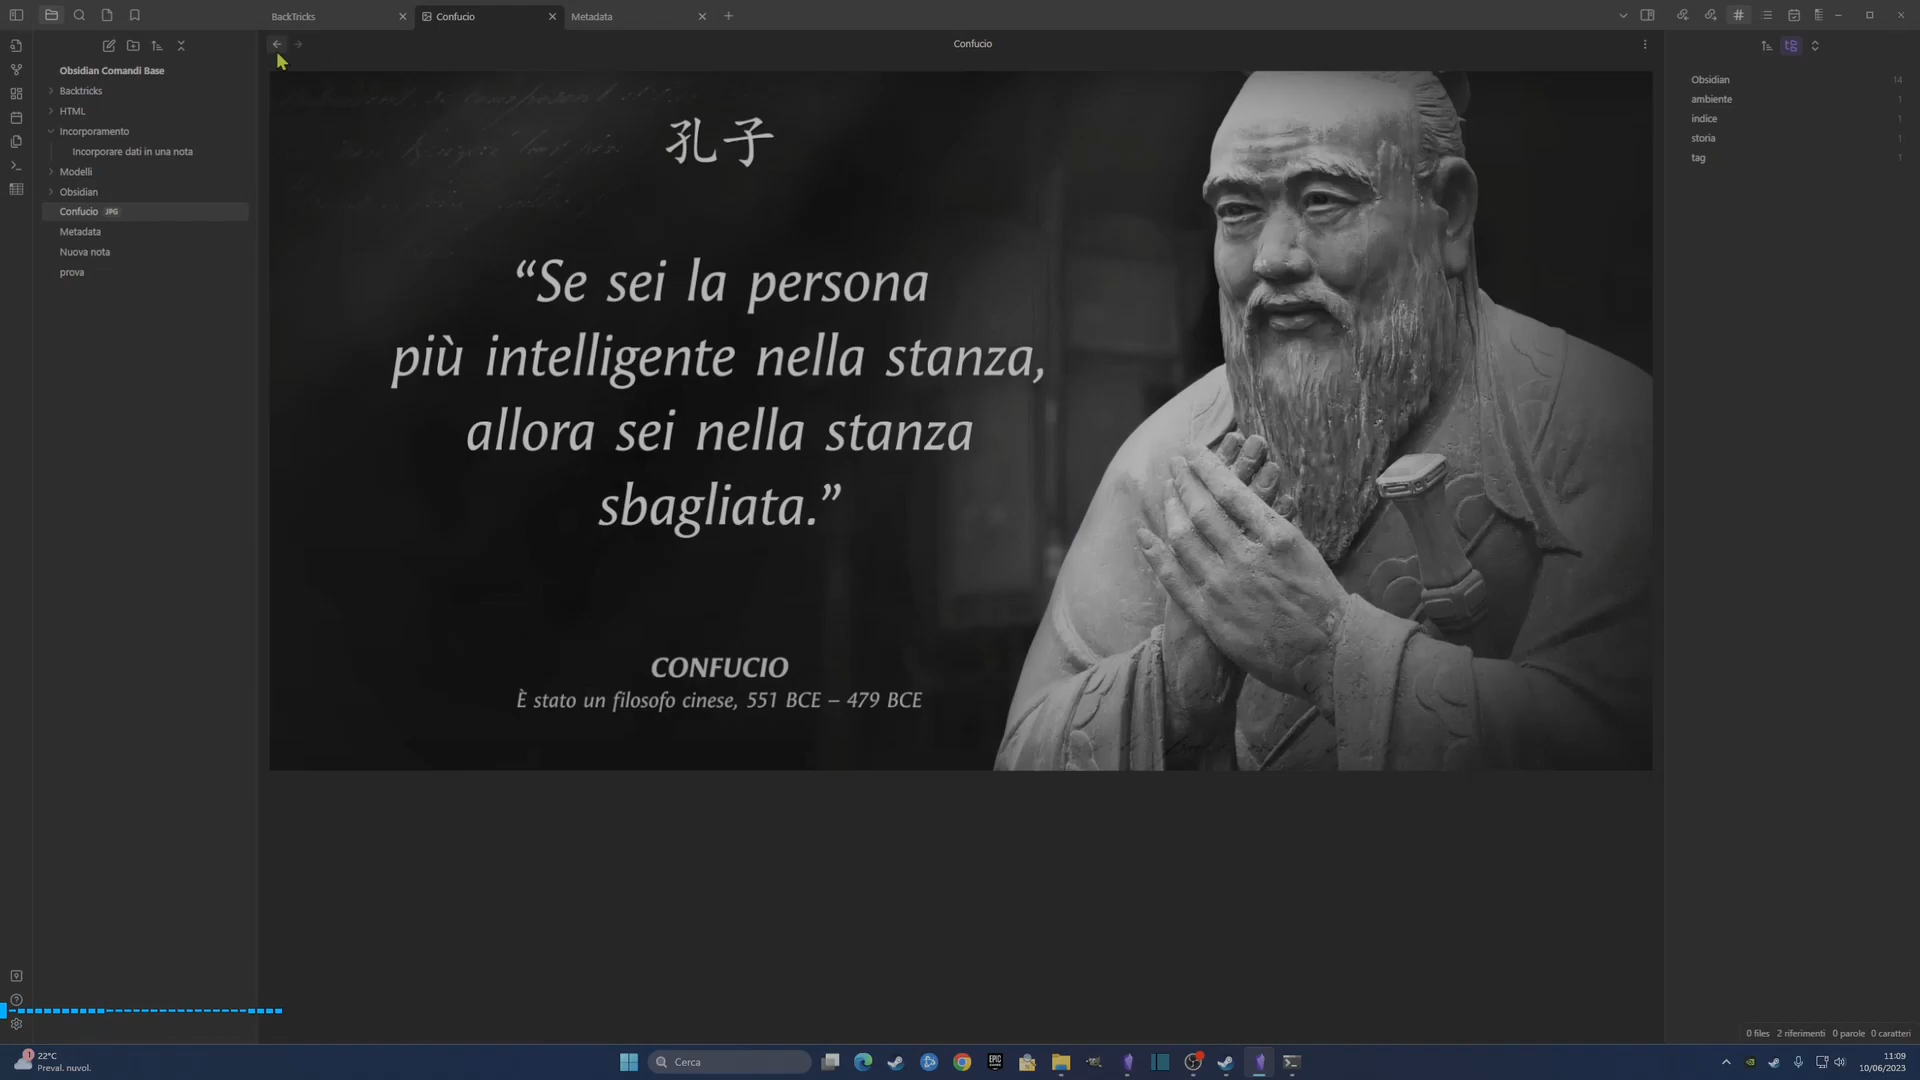 BackTricks
Confucio
Metadata
Confucio
Obsidian Comandi Base
Backtricks
HTML
Incorporamento
Incorporare dati in una nota
Modelli
Obsidian
Confucio JPG
Metadata
Nuova nota
prova
孔子
“Se sei la persona
più intelligente nella stanza,
allora sei nella stanza
sbagliata.”
CONFUCIO
È stato un filosofo cinese, 551 BCE – 479 BCE
Obsidian 14
ambiente 1
indice 1
storia 1
tag 1
0 files 2 riferimenti 0 parole 0 caratteri
1
22°C
Preval. nuvol.
Cerca
EPIC
11:09
10/06/2023